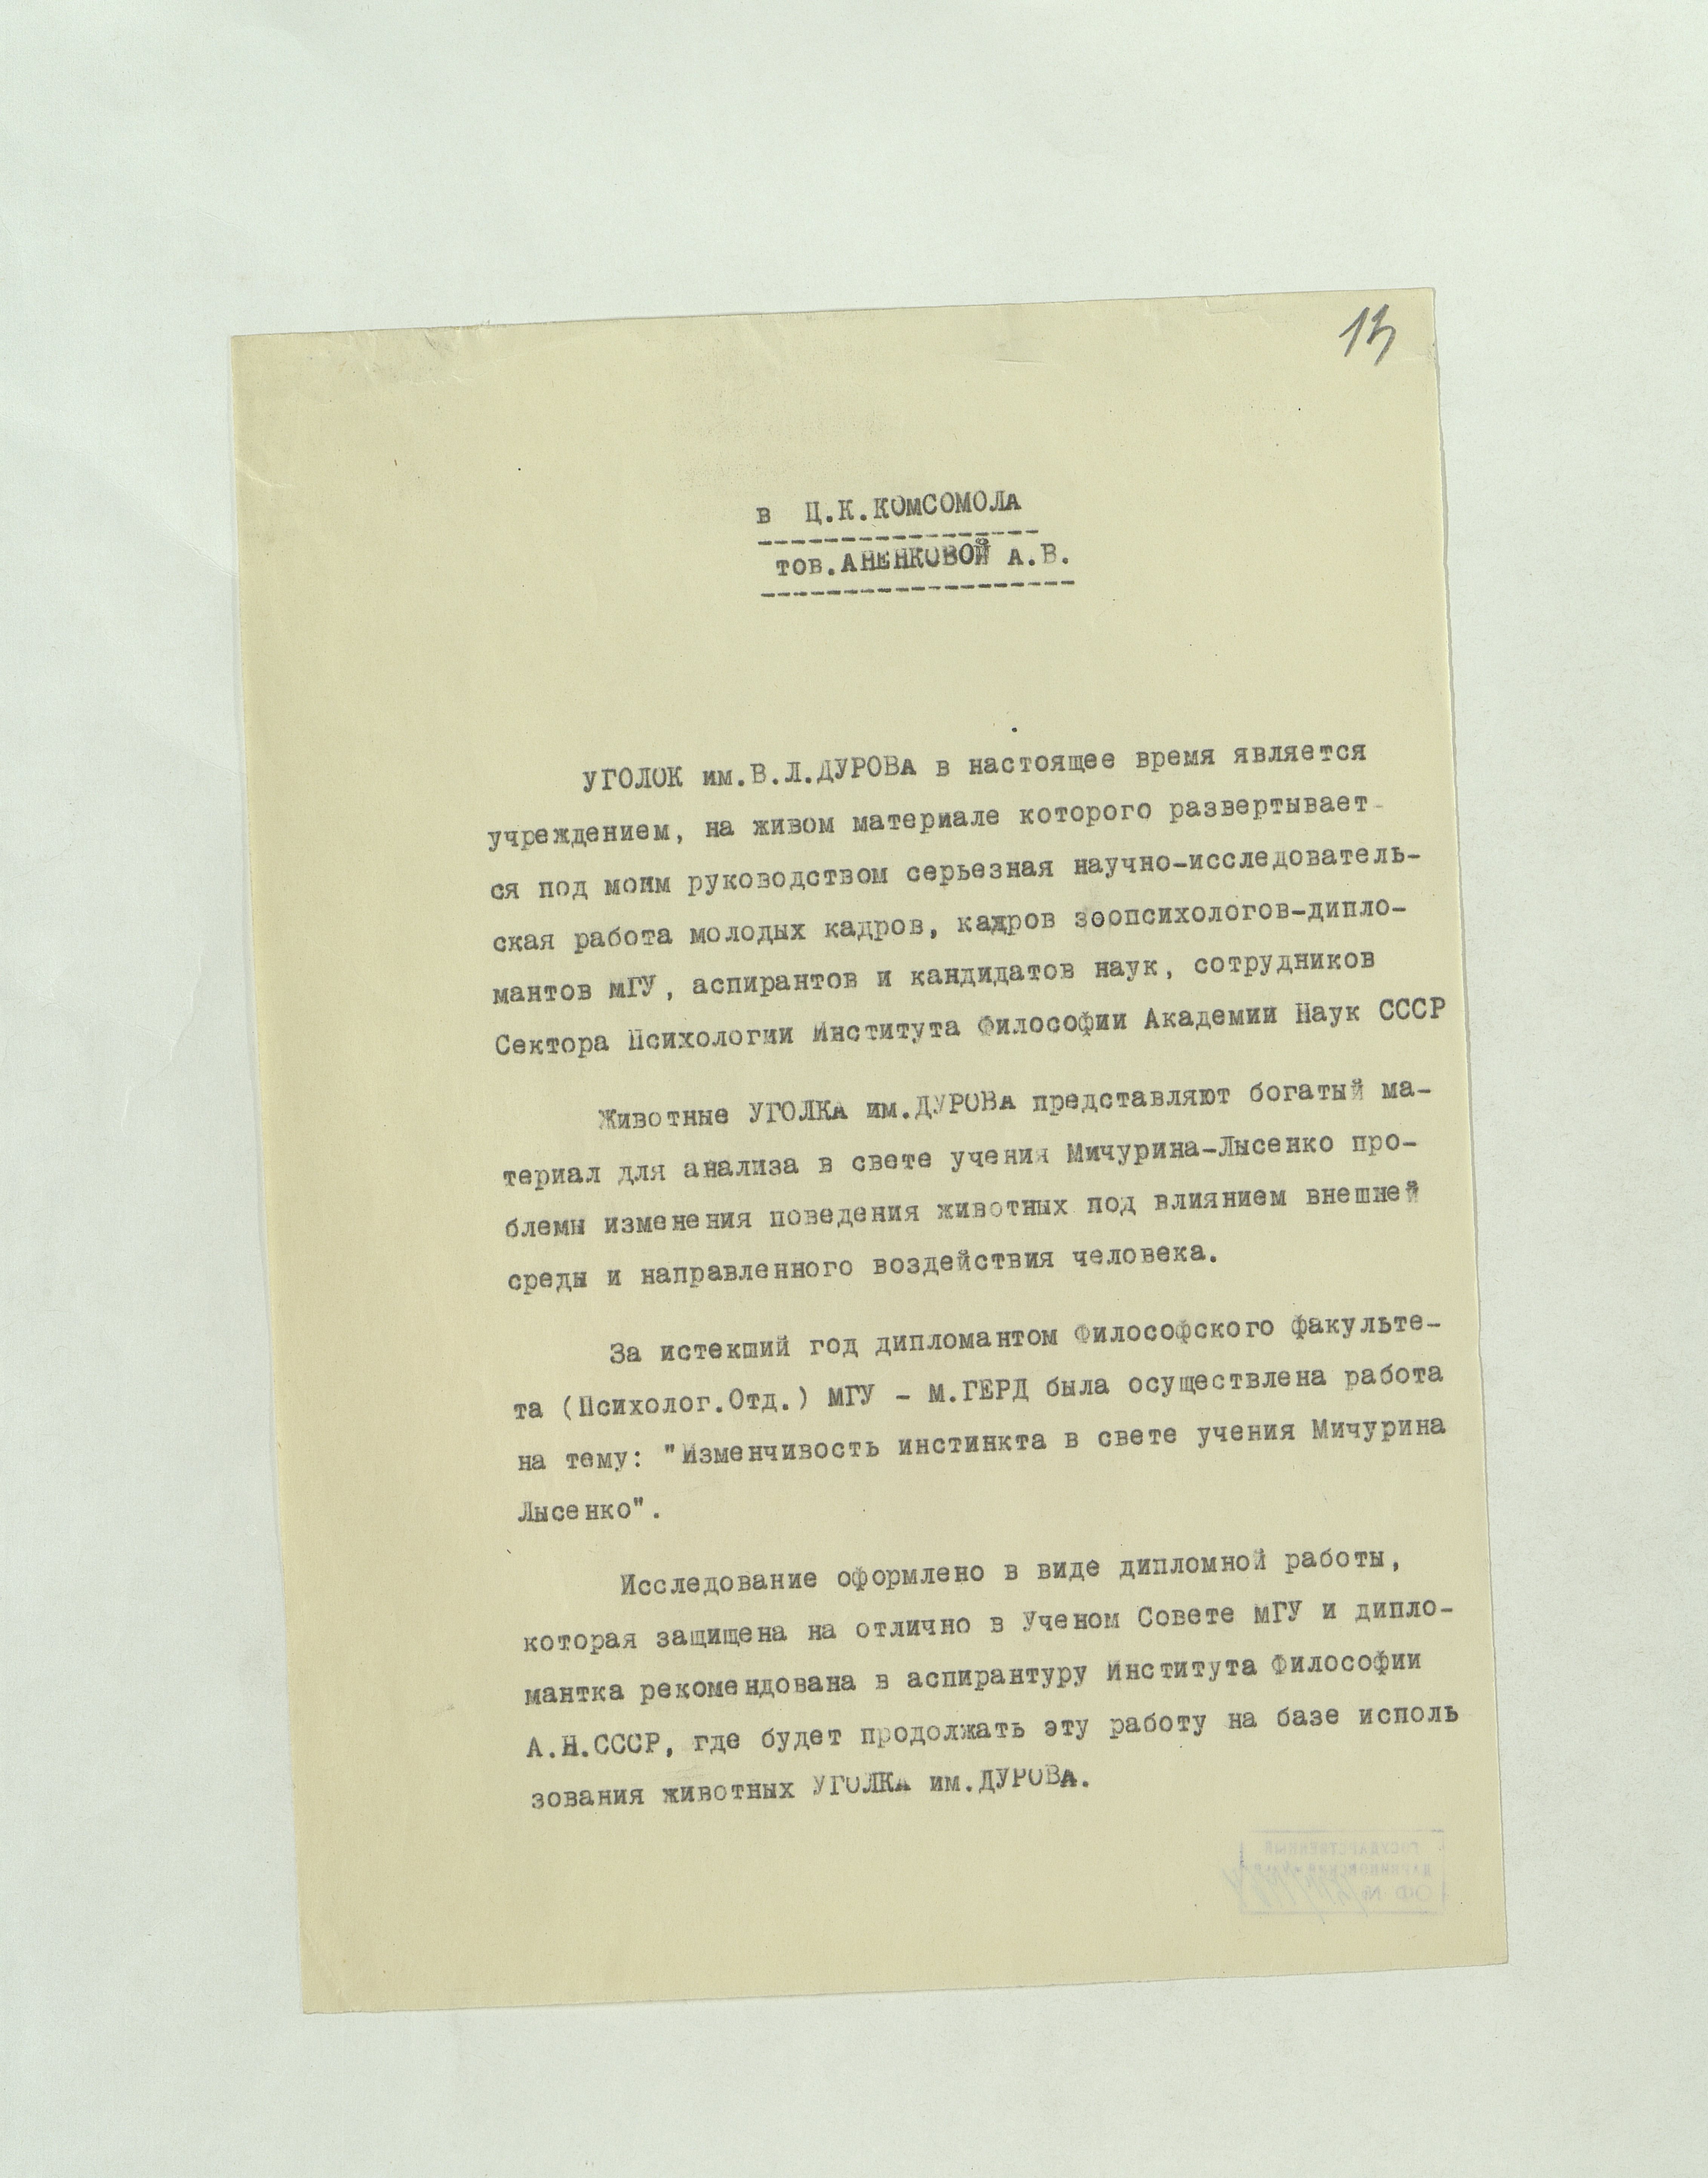 13
в Ц.К.КОМСОМОЛА
тов.АНЕНКОВОЙ А.В.
УГОЛОК им.В.Л.ДУРОВА в настоящее время является
учреждением, на живом материале которого развертывает-
ся под моим руководством серьезная научно-исследователь-
ская работа молодых кадров, кадров зоопсихологов-дипло-
мантов МГУ, аспирантов и кандидатов наук, сотрудников
Сектора Психологии Института Философии Академии Наук СССР
Животные УГОЛКА им.ДУРОВА представляют богатый ма-
териал для анализа в свете учения Мичурина-Лысенко про-
блемы изменения поведения животных под влиянием внешней
среды и направленного воздействия человека.
За истекший год дипломантом Философского факульте-
та (Психолог.Отд.) МГУ - М.ГЕРД была осуществлена работа
на тему: "Изменчивость инстинкта в свете учения Мичурина
Лысенко".
Исследование оформлено в виде дипломной работы,
которая защищена на отлично в Ученом Совете МГУ и дипло-
мантка рекомендована в аспирантуру Института Философии
А.Н.СССР, где будет продолжать эту работу на базе исполь
зования животных УГОЛКА им.ДУРОВА.
ГОСУДАРСТВЕННЫЙ
ДАРВИНОВСКИЙ
ОФ №